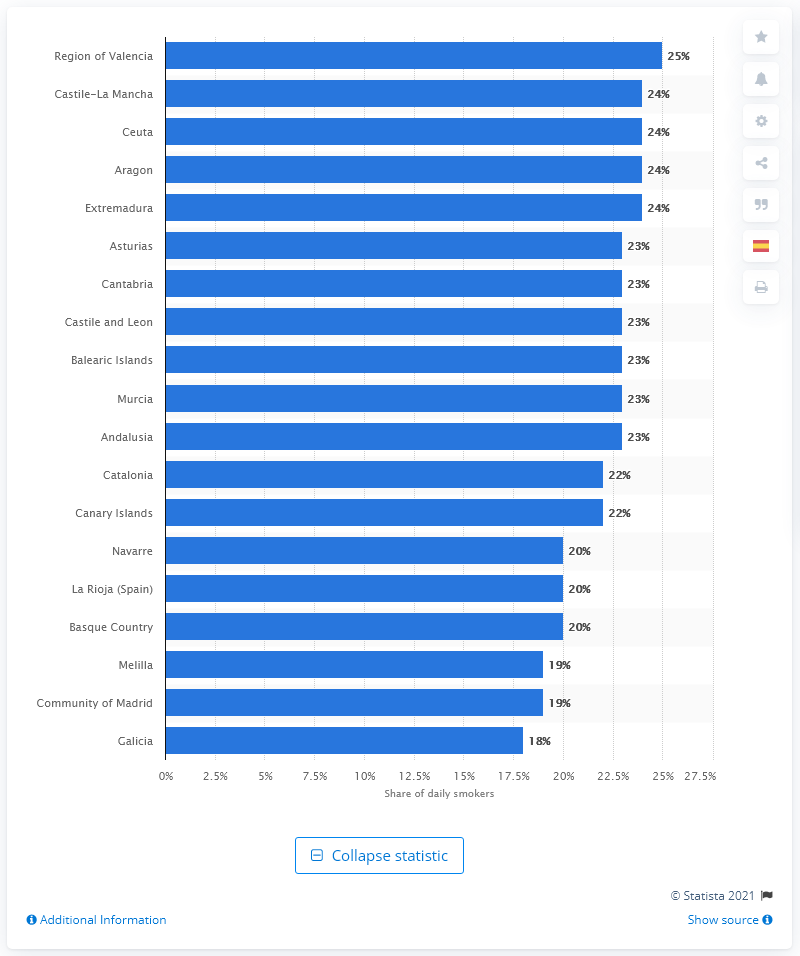 Region of Valencia 25%
Castile-La Mancha 24%
Ceuta 24%
Aragon 24%
Extremadura 24%
Asturias 23%
Cantabria 23%
Castile and Leon 23%
Balearic Islands 23%
Murcia 23%
Andalusia 23%
Catalonia 22%
Canary Islands 22%
Navarre 20%
La Rioja (Spain) 20%
Basque Country 20%
Melilla 19%
Community of Madrid 19%
Galicia 18%
0% 2.5% 5% 7.5% 10% 12.5% 15% 17.5% 20% 22.5% 25% 27.5%
Share of daily smokers
Collapse statistic
© Statista 2021
Additional Information Show source